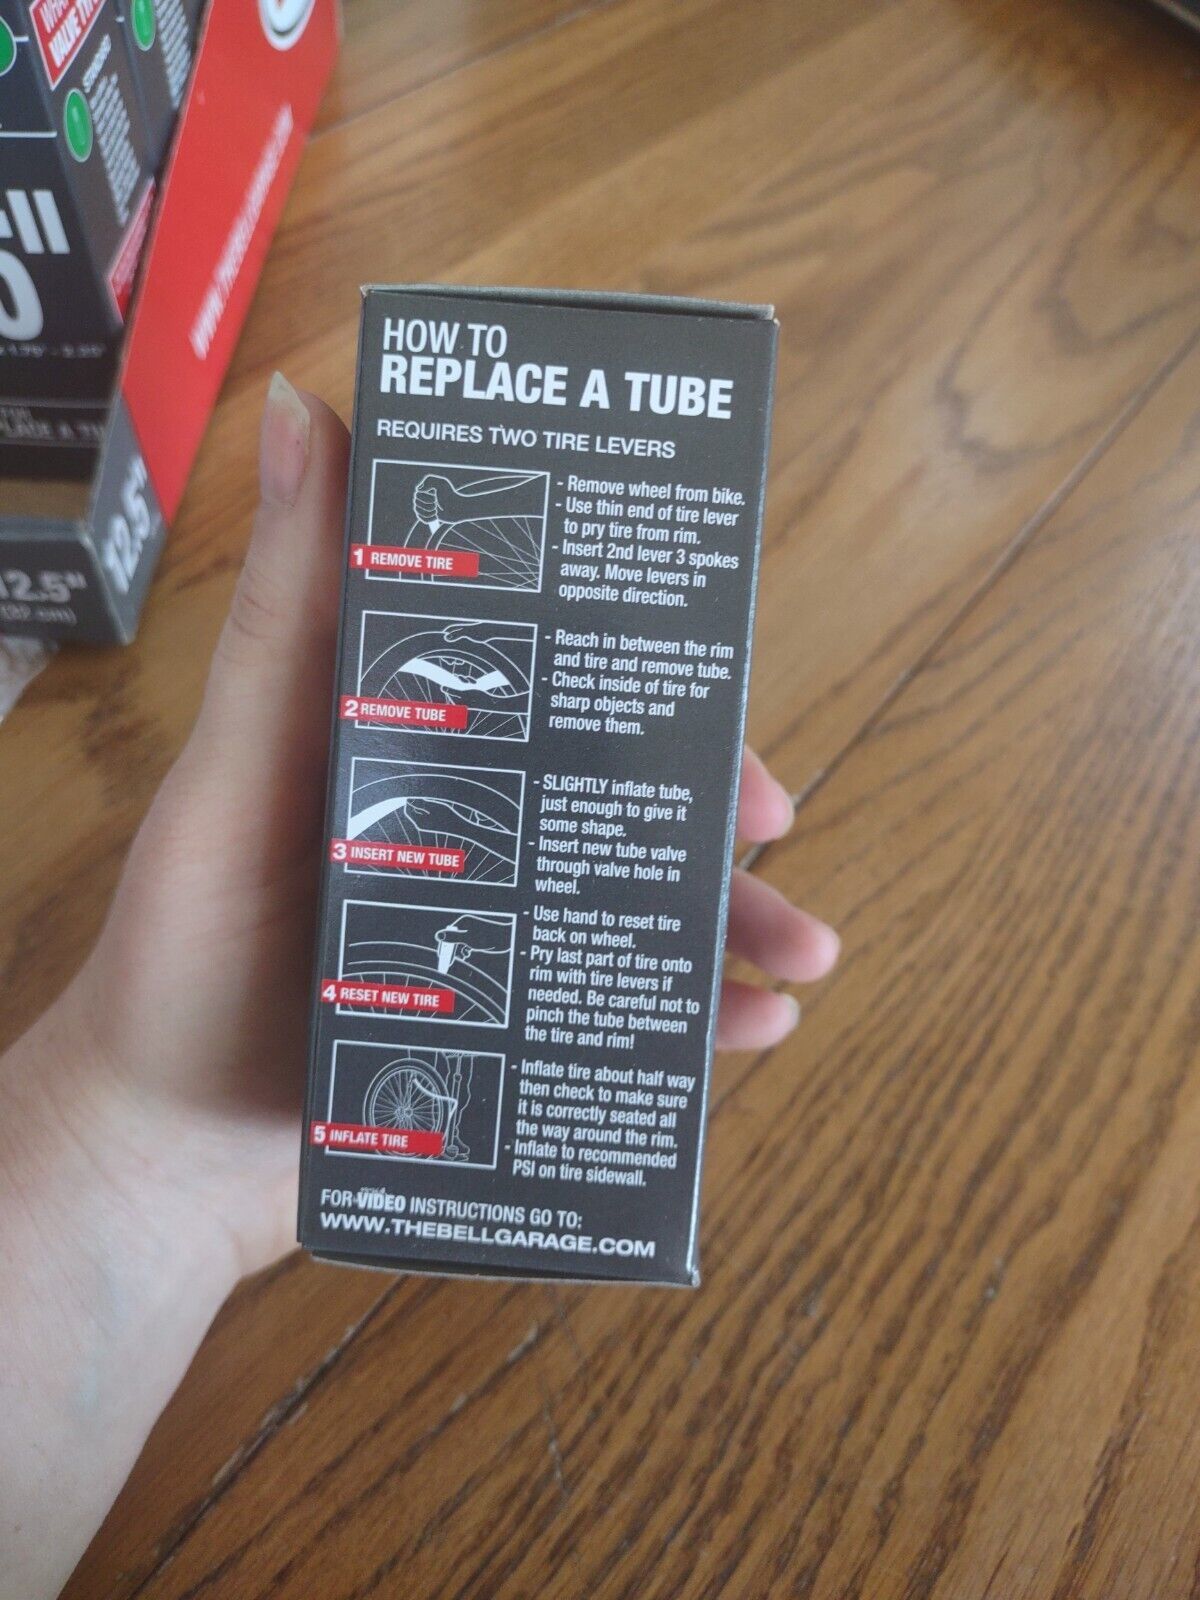 HOW TO
REPLACE A TUBE
REQUIRES TWO TIRE LEVERS
1 REMOVE TIRE
- Remove wheel from bike.
- Use thin end of tire lever
to pry tire from rim.
- Insert 2nd lever 3 spokes
away. Move levers in
opposite direction.
2 REMOVE TUBE
- Reach in between the rim
and tire and remove tube.
- Check inside of tire for
sharp objects and
remove them.
3 INSERT NEW TUBE
- SLIGHTLY inflate tube,
just enough to give it
some shape.
- Insert new tube valve
through valve hole in
wheel.
4 RESET NEW TIRE
- Use hand to reset tire
back on wheel.
- Pry last part of tire onto
rim with tire levers if
needed. Be careful not to
pinch the tube between
the tire and rim!
5 INFLATE TIRE
- Inflate tire about half way
then check to make sure
it is correctly seated all
the way around the rim.
- Inflate to recommended
PSI on tire sidewall.
FOR VIDEO INSTRUCTIONS GO TO:
WWW.THEBELLGARAGE.COM
VALVE
STANDARD
12.5"
12.5"
(32 cm)